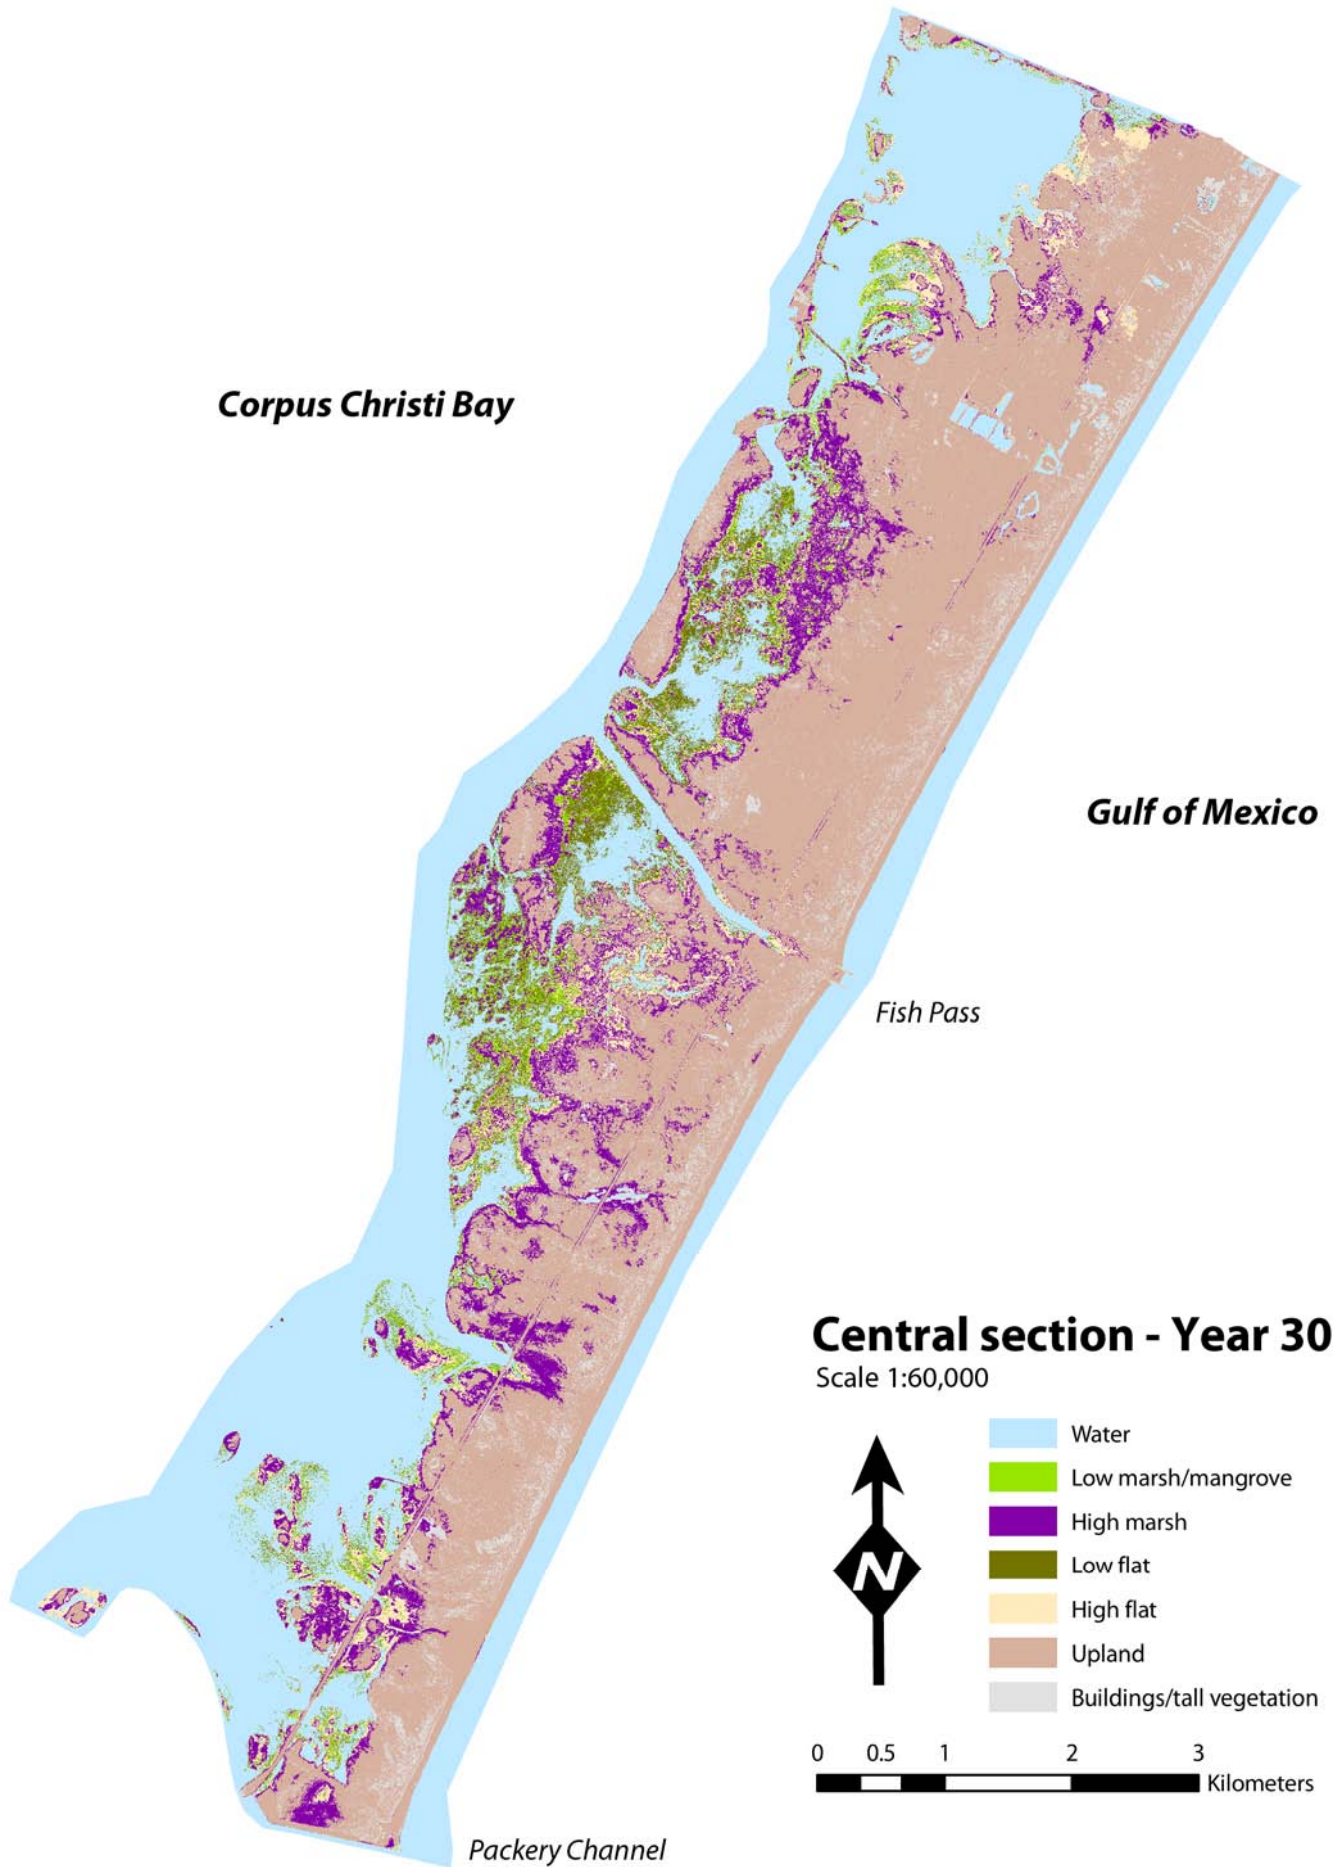 Corpus Christi Bay
Gulf of Mexico
Fish Pass
Central section - Year 30
Scale 1:60,000
N
Water
Low marsh/mangrove
High marsh
Low flat
High flat
Upland
Buildings/tall vegetation
0 0.5 1 2 3
Kilometers
Packery Channel